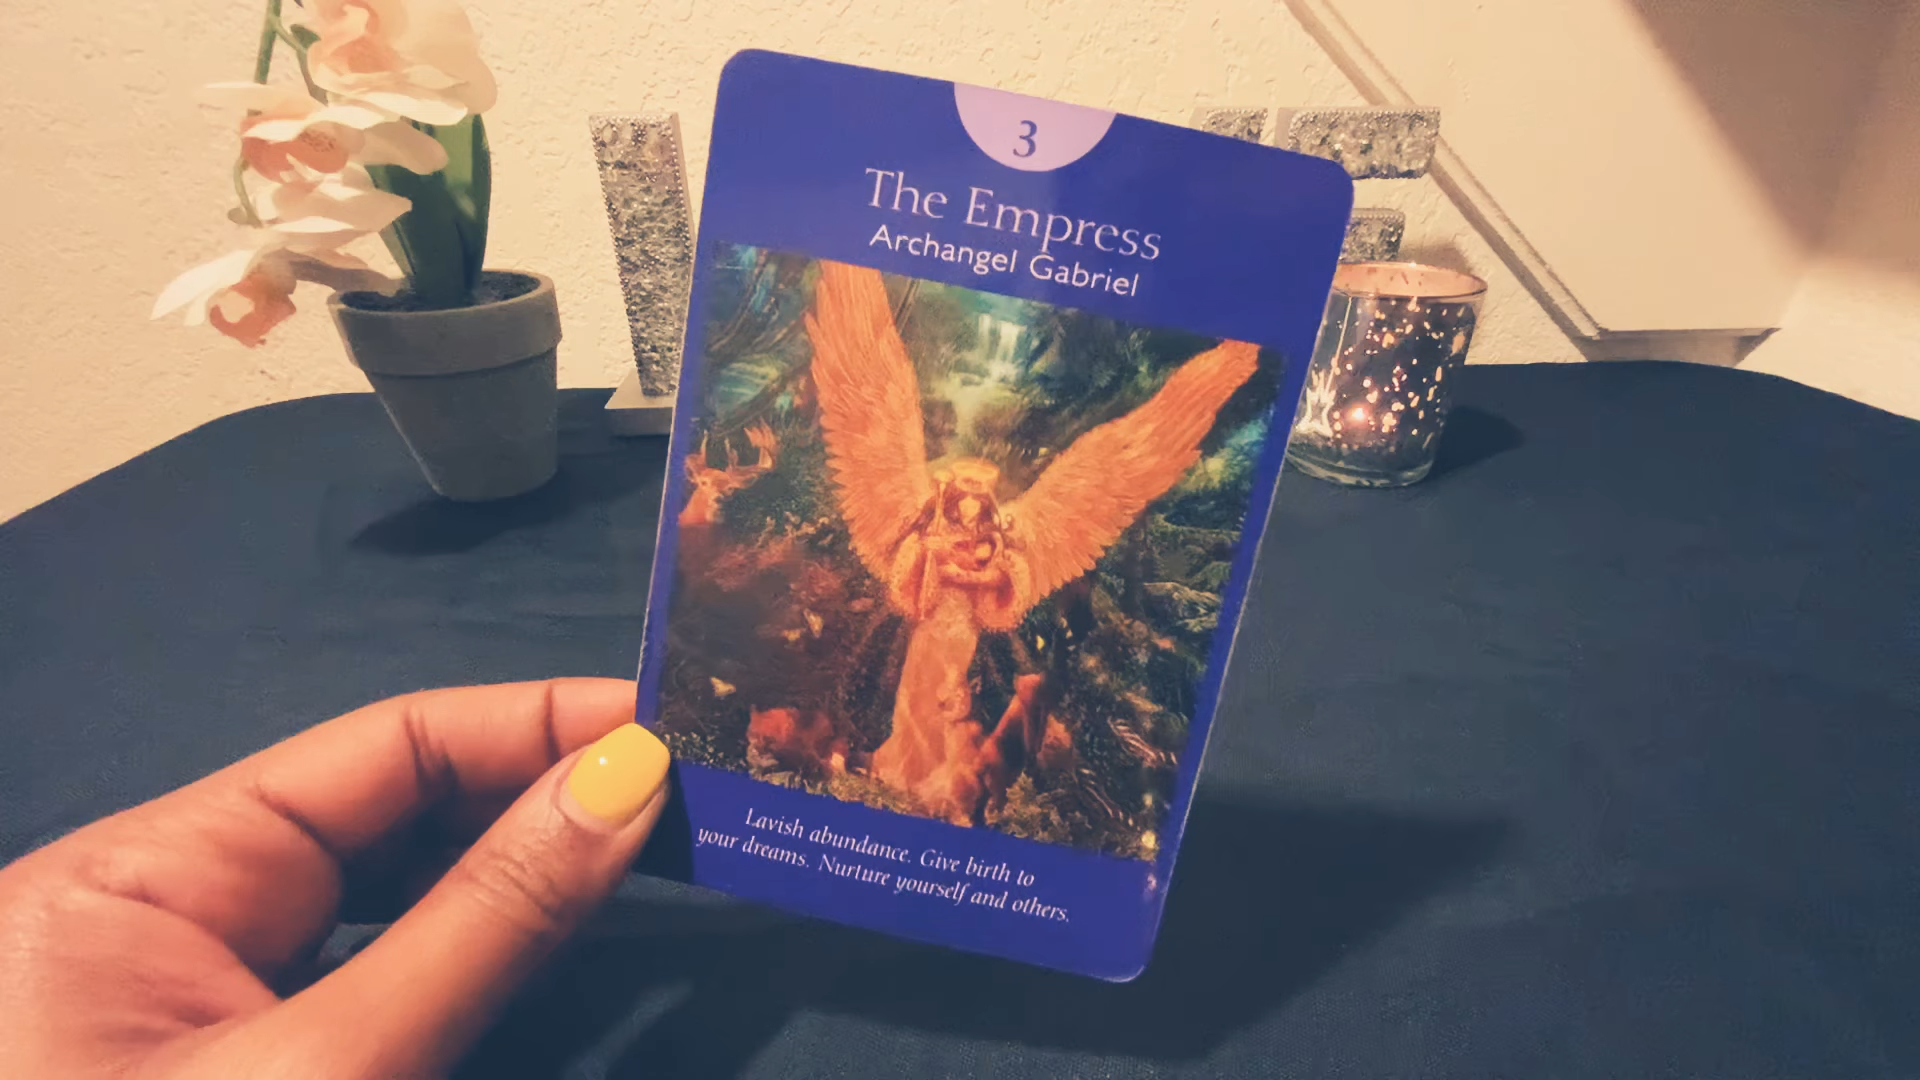 3
The Empress
Archangel Gabriel
Lavish abundance. Give birth to
your dreams. Nurture yourself and others.